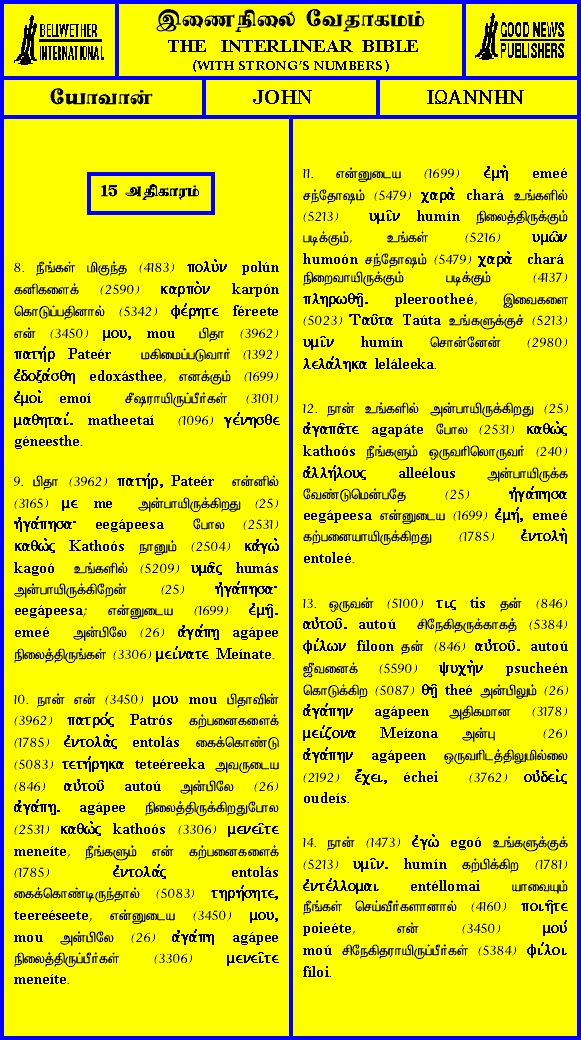 BELLWETHER
INTERNATIONAL
இணைநிலை வேதாகமம்
THE INTERLINEAR BIBLE
(WITH STRONG'S NUMBERS)
GOOD NEWS
PUBLISHERS
யோவான்
JOHN
ΙΩΑΝΝΗΝ
15 அதிகாரம்
8. நீங்கள் மிகுந்த (4183) πολὺν polún
கனிகளைக் (2590) καρπὸν karpón
கொடுப்பதினால் (5342) φέρητε féreete
என் (3450) μου, mou பிதா (3962)
πατήρ Pateér மகிமைப்படுவார் (1392)
ἐδοξάσθη edoxásthee, எனக்கும் (1699)
ἐμοὶ emoí சீஷராயிருப்பீர்கள் (3101)
μαθηταί. matheetaí (1096) γένησθε
géneesthe.
9. பிதா (3962) πατήρ, Pateér என்னில்
(3165) με me அன்பாயிருக்கிறது (25)
ἠγάπησα· eegápeesa போல (2531)
καθὼς Kathoós நானும் (2504) κἀγὼ
kagoó உங்களில் (5209) υμᾶς humás
அன்பாயிருக்கிறேன் (25) ἠγάπησα·
eegápeesa; என்னுடைய (1699) ἐμῇ.
emeé அன்பிலே (26) ἀγάπῃ agápee
நிலைத்திருங்கள் (3306) μείνατε Meínate.
10. நான் என் (3450) μου mou பிதாவின்
(3962) πατρός Patrós கற்பனைகளைக்
(1785) ἐντολὰς entolás கைக்கொண்டு
(5083) τετήρηκα teteéreeka அவருடைய
(846) αὐτοῦ autoú அன்பிலே (26)
ἀγάπῃ. agápee நிலைத்திருக்கிறதுபோல
(2531) καθὼς kathoós (3306) μενεῖτε
meneíte, நீங்களும் என் கற்பனைகளைக்
(1785) ἐντολάς entolás
கைக்கொண்டிருந்தால் (5083) τηρήσητε,
teereéseete, என்னுடைய (3450) μου,
mou அன்பிலே (26) ἀγάπῃ agápee
நிலைத்திருப்பீர்கள் (3306) μενεῖτε
meneíte.
11. என்னுடைய (1699) ἐμὴ emeé
சந்தோஷம் (5479) χαρὰ chará உங்களில்
(5213) υμῖν humín நிலைத்திருக்கும்
படிக்கும், உங்கள் (5216) υμῶν
humoón சந்தோஷம் (5479) χαρὰ chará
நிறைவாயிருக்கும் படிக்கும் (4137)
πληρωθῇ. pleerootheé, இவைகளை
(5023) Ταῦτα Taúta உங்களுக்குச் (5213)
υμῖν humín சொன்னேன் (2980)
λελάληκα leláleeka.
12. நான் உங்களில் அன்பாயிருக்கிறது (25)
ἀγαπᾶτε agapáte போல (2531) καθὼς
kathoós நீங்களும் ஒருவரிலொருவர் (240)
ἀλλήλους alleélous அன்பாயிருக்க
வேண்டுமென்பதே (25) ἠγάπησα
eegápeesa என்னுடைய (1699) ἐμή, emeé
கற்பனையாயிருக்கிறது (1785) ἐντολὴ
entoleé.
13. ஒருவன் (5100) τις tis தன் (846)
αὐτοῦ. autoú சிநேகிதருக்காகத் (5384)
φίλων filoon தன் (846) αὐτοῦ. autoú
ஜீவனைக் (5590) ψυχὴν psucheén
கொடுக்கிற (5087) θῇ theé அன்பிலும் (26)
ἀγάπην agápeen அதிகமான (3178)
μείζονα Meízona அன்பு (26)
ἀγάπην agápeen ஒருவரிடத்திலுமில்லை
(2192) ἔχει, échei (3762) οὐδεὶς
oudeís.
14. நான் (1473) ἐγὼ egoó உங்களுக்குக்
(5213) υμῖν. humín கற்பிக்கிற (1781)
ἐντέλλομαι entéllomai யாவையும்
நீங்கள் செய்வீர்களானால் (4160) ποιῆτε
poieéte, என் (3450) μού
moú சிநேகிதராயிருப்பீர்கள் (5384) φίλοι
filoi.